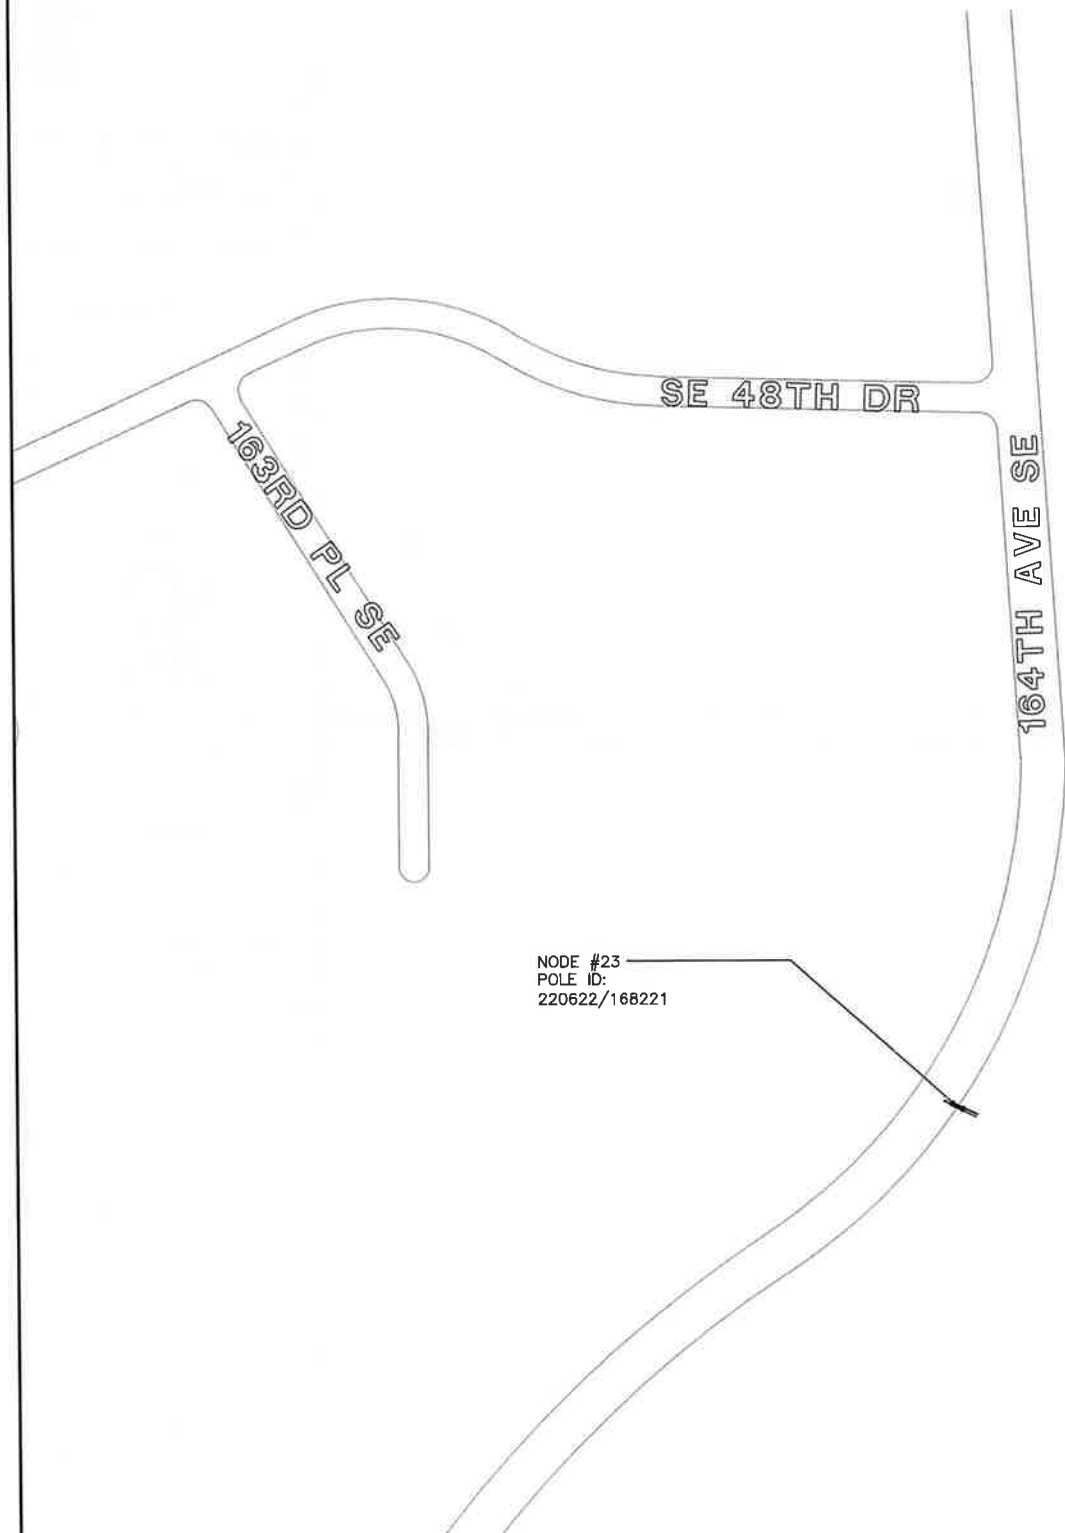 SE 48TH DR
163RD PL SE
164TH AVE SE
NODE #23
POLE ID:
220622/168221